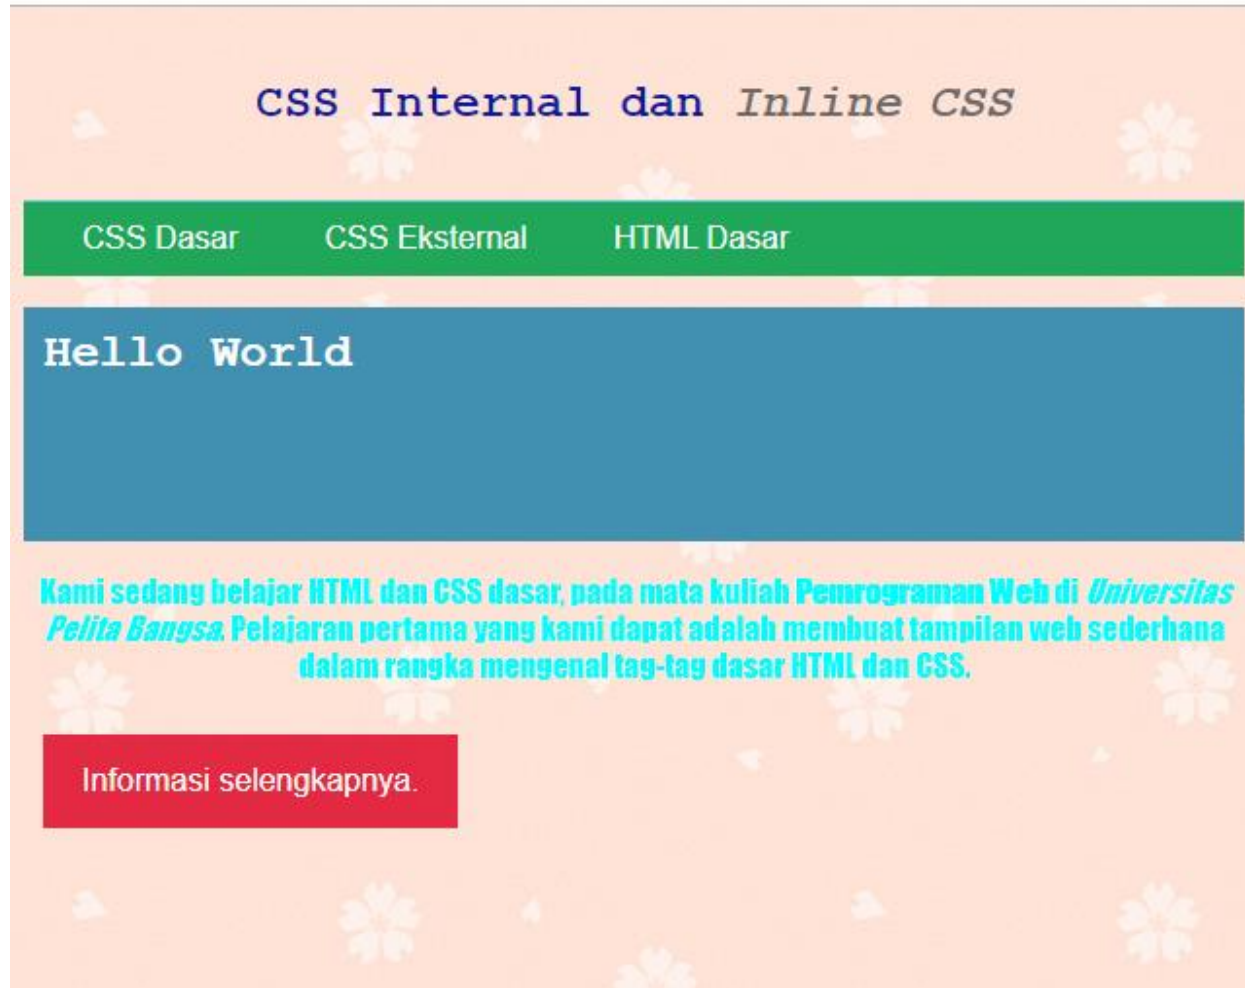 CSS Internal dan Inline CSS
CSS Dasar CSS Eksternal HTML Dasar
Hello World
Kami sedang belajar HTML dan CSS dasar, pada mata kuliah Pemrograman Web di Universitas
Pelita Bangsa. Pelajaran pertama yang kami dapat adalah membuat tampilan web sederhana
dalam rangka mengenal tag-tag dasar HTML dan CSS.
Informasi selengkapnya.